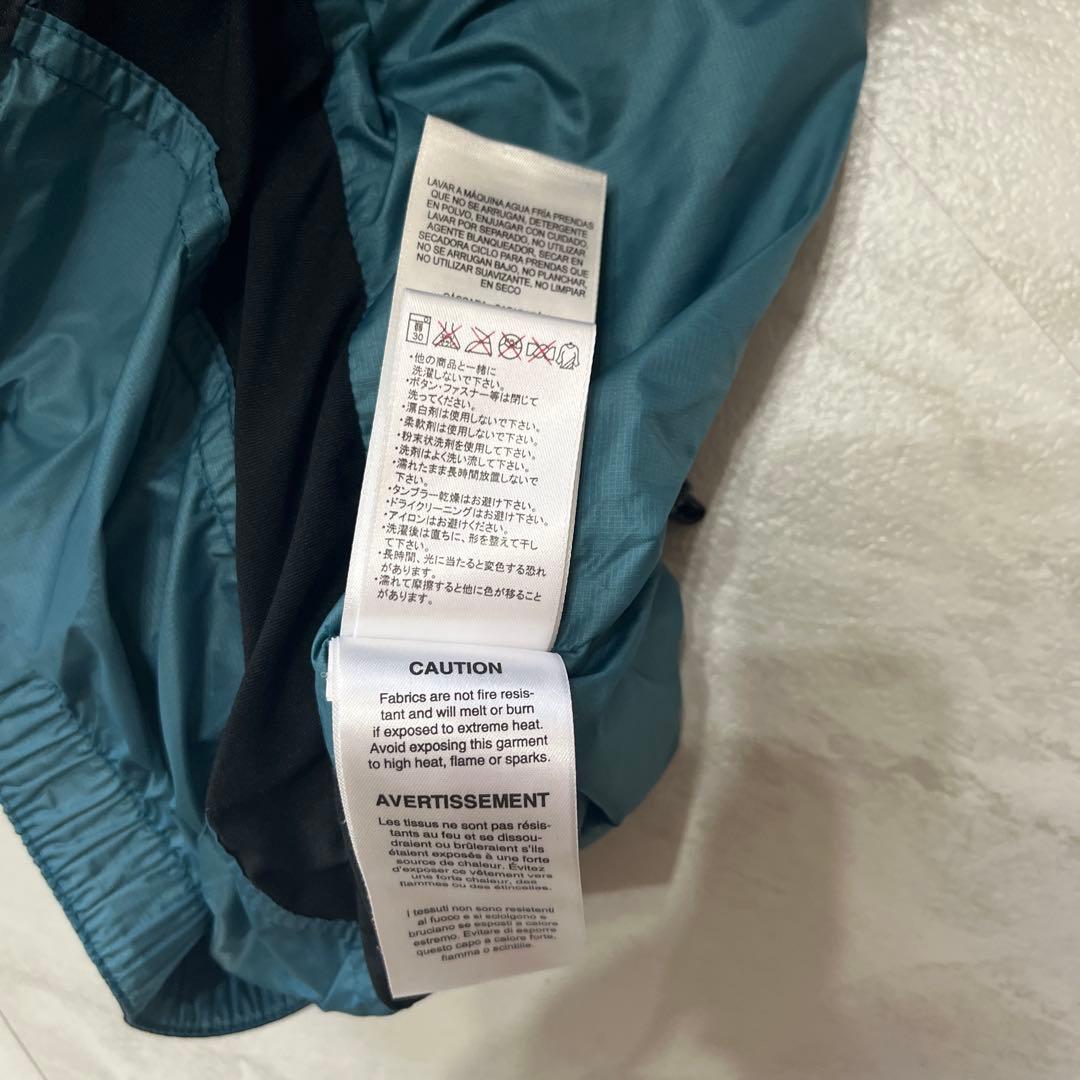 LAVAR A MÁQUINA AGUA FRÍA PRENDAS
QUE NO SE ARRUGAN, DETERGENTE
EN POLVO, ENJUAGAR CON CUIDADO,
LAVAR POR SEPARADO, NO UTILIZAR
AGENTE BLANQUEADOR, SECAR EN
SECADORA CICLO PARA PRENDAS QUE
NO SE ARRUGAN BAJO, NO PLANCHAR,
NO UTILIZAR SUAVIZANTE, NO LIMPIAR
EN SECO
弱
30
・他の商品と一緒に
洗濯しないで下さい。
・ボタン・ファスナー等は閉じて
洗ってください。
・漂白剤は使用しないで下さい。
・柔軟剤は使用しないで下さい。
・粉末状洗剤を使用して下さい。
・洗剤はよく洗い流して下さい。
・濡れたまま長時間放置しないで
下さい。
・タンブラー乾燥はお避け下さい。
・ドライクリーニングはお避け下さい。
・アイロンはお避けください。
・洗濯後は直ちに、形を整えて干し
て下さい。
・長時間、光に当たると変色する恐れ
があります。
・濡れて摩擦すると他に色が移ること
があります。
CAUTION
Fabrics are not fire resis-
tant and will melt or burn
if exposed to extreme heat.
Avoid exposing this garment
to high heat, flame or sparks.
AVERTISSEMENT
Les tissus ne sont pas résis-
tants au feu et se dissou-
draient ou brûleraient s'ils
étaient exposés à une forte
source de chaleur. Évitez
d'exposer ce vêtement vers
une forte chaleur, des
flammes ou des étincelles.
I tessuti non sono resistenti
al fuoco e si sciolgono e
bruciano se esposti a calore
estremo. Evitare di esporre
questo capo a calore forte,
fiamma o scintille.